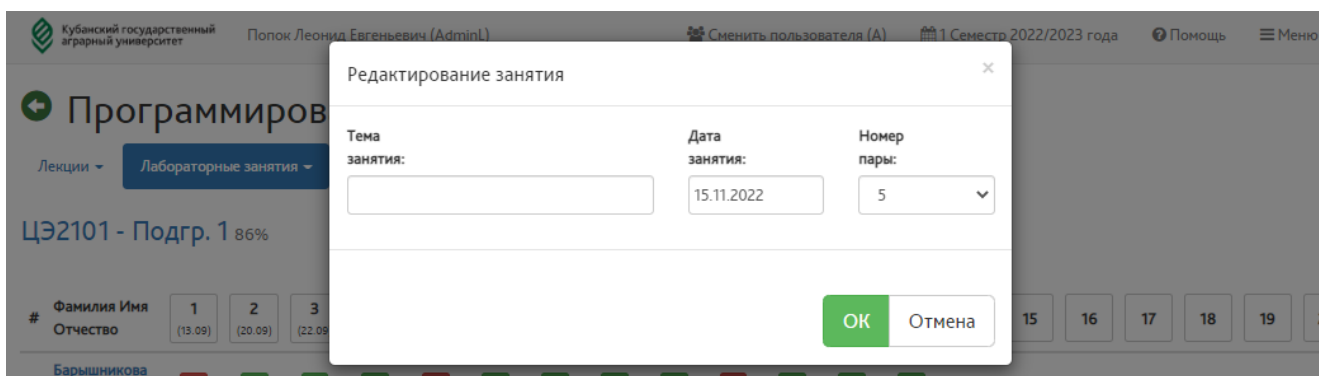 Кубанский государственный
аграрный университет
Попок Леонид Евгеньевич (AdminL)
Сменить пользователя (A)
1 Семестр 2022/2023 года
Помощь
Меню
Редактирование занятия
×
Программиров
Тема
занятия:
Дата
занятия:
Номер
пары:
15.11.2022
5
Лекции
Лабораторные занятия
ЦЭ2101 - Подгр. 1 86%
ОК Отмена
# Фамилия Имя
Отчество
1
(13.09)
2
(20.09)
3
(22.09
15 16 17 18 19
Барышникова